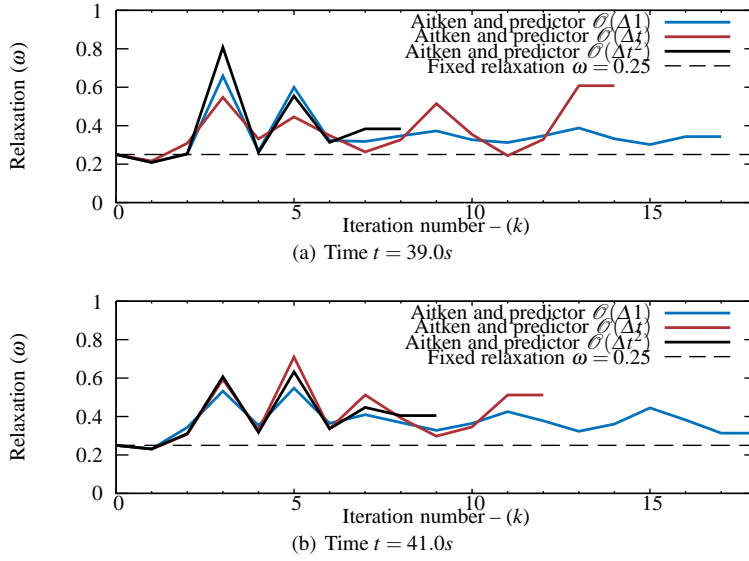 Aitken and predictor 𝒪(Δ1)
Aitken and predictor 𝒪(Δt)
Aitken and predictor 𝒪(Δt²)
Fixed relaxation ω = 0.25
1
0.8
0.6
0.4
0.2
0
Relaxation (ω)
0 5 10 15
Iteration number – (k)
(a) Time t = 39.0s
Aitken and predictor 𝒪(Δ1)
Aitken and predictor 𝒪(Δt)
Aitken and predictor 𝒪(Δt²)
Fixed relaxation ω = 0.25
1
0.8
0.6
0.4
0.2
0
Relaxation (ω)
0 5 10 15
Iteration number – (k)
(b) Time t = 41.0s